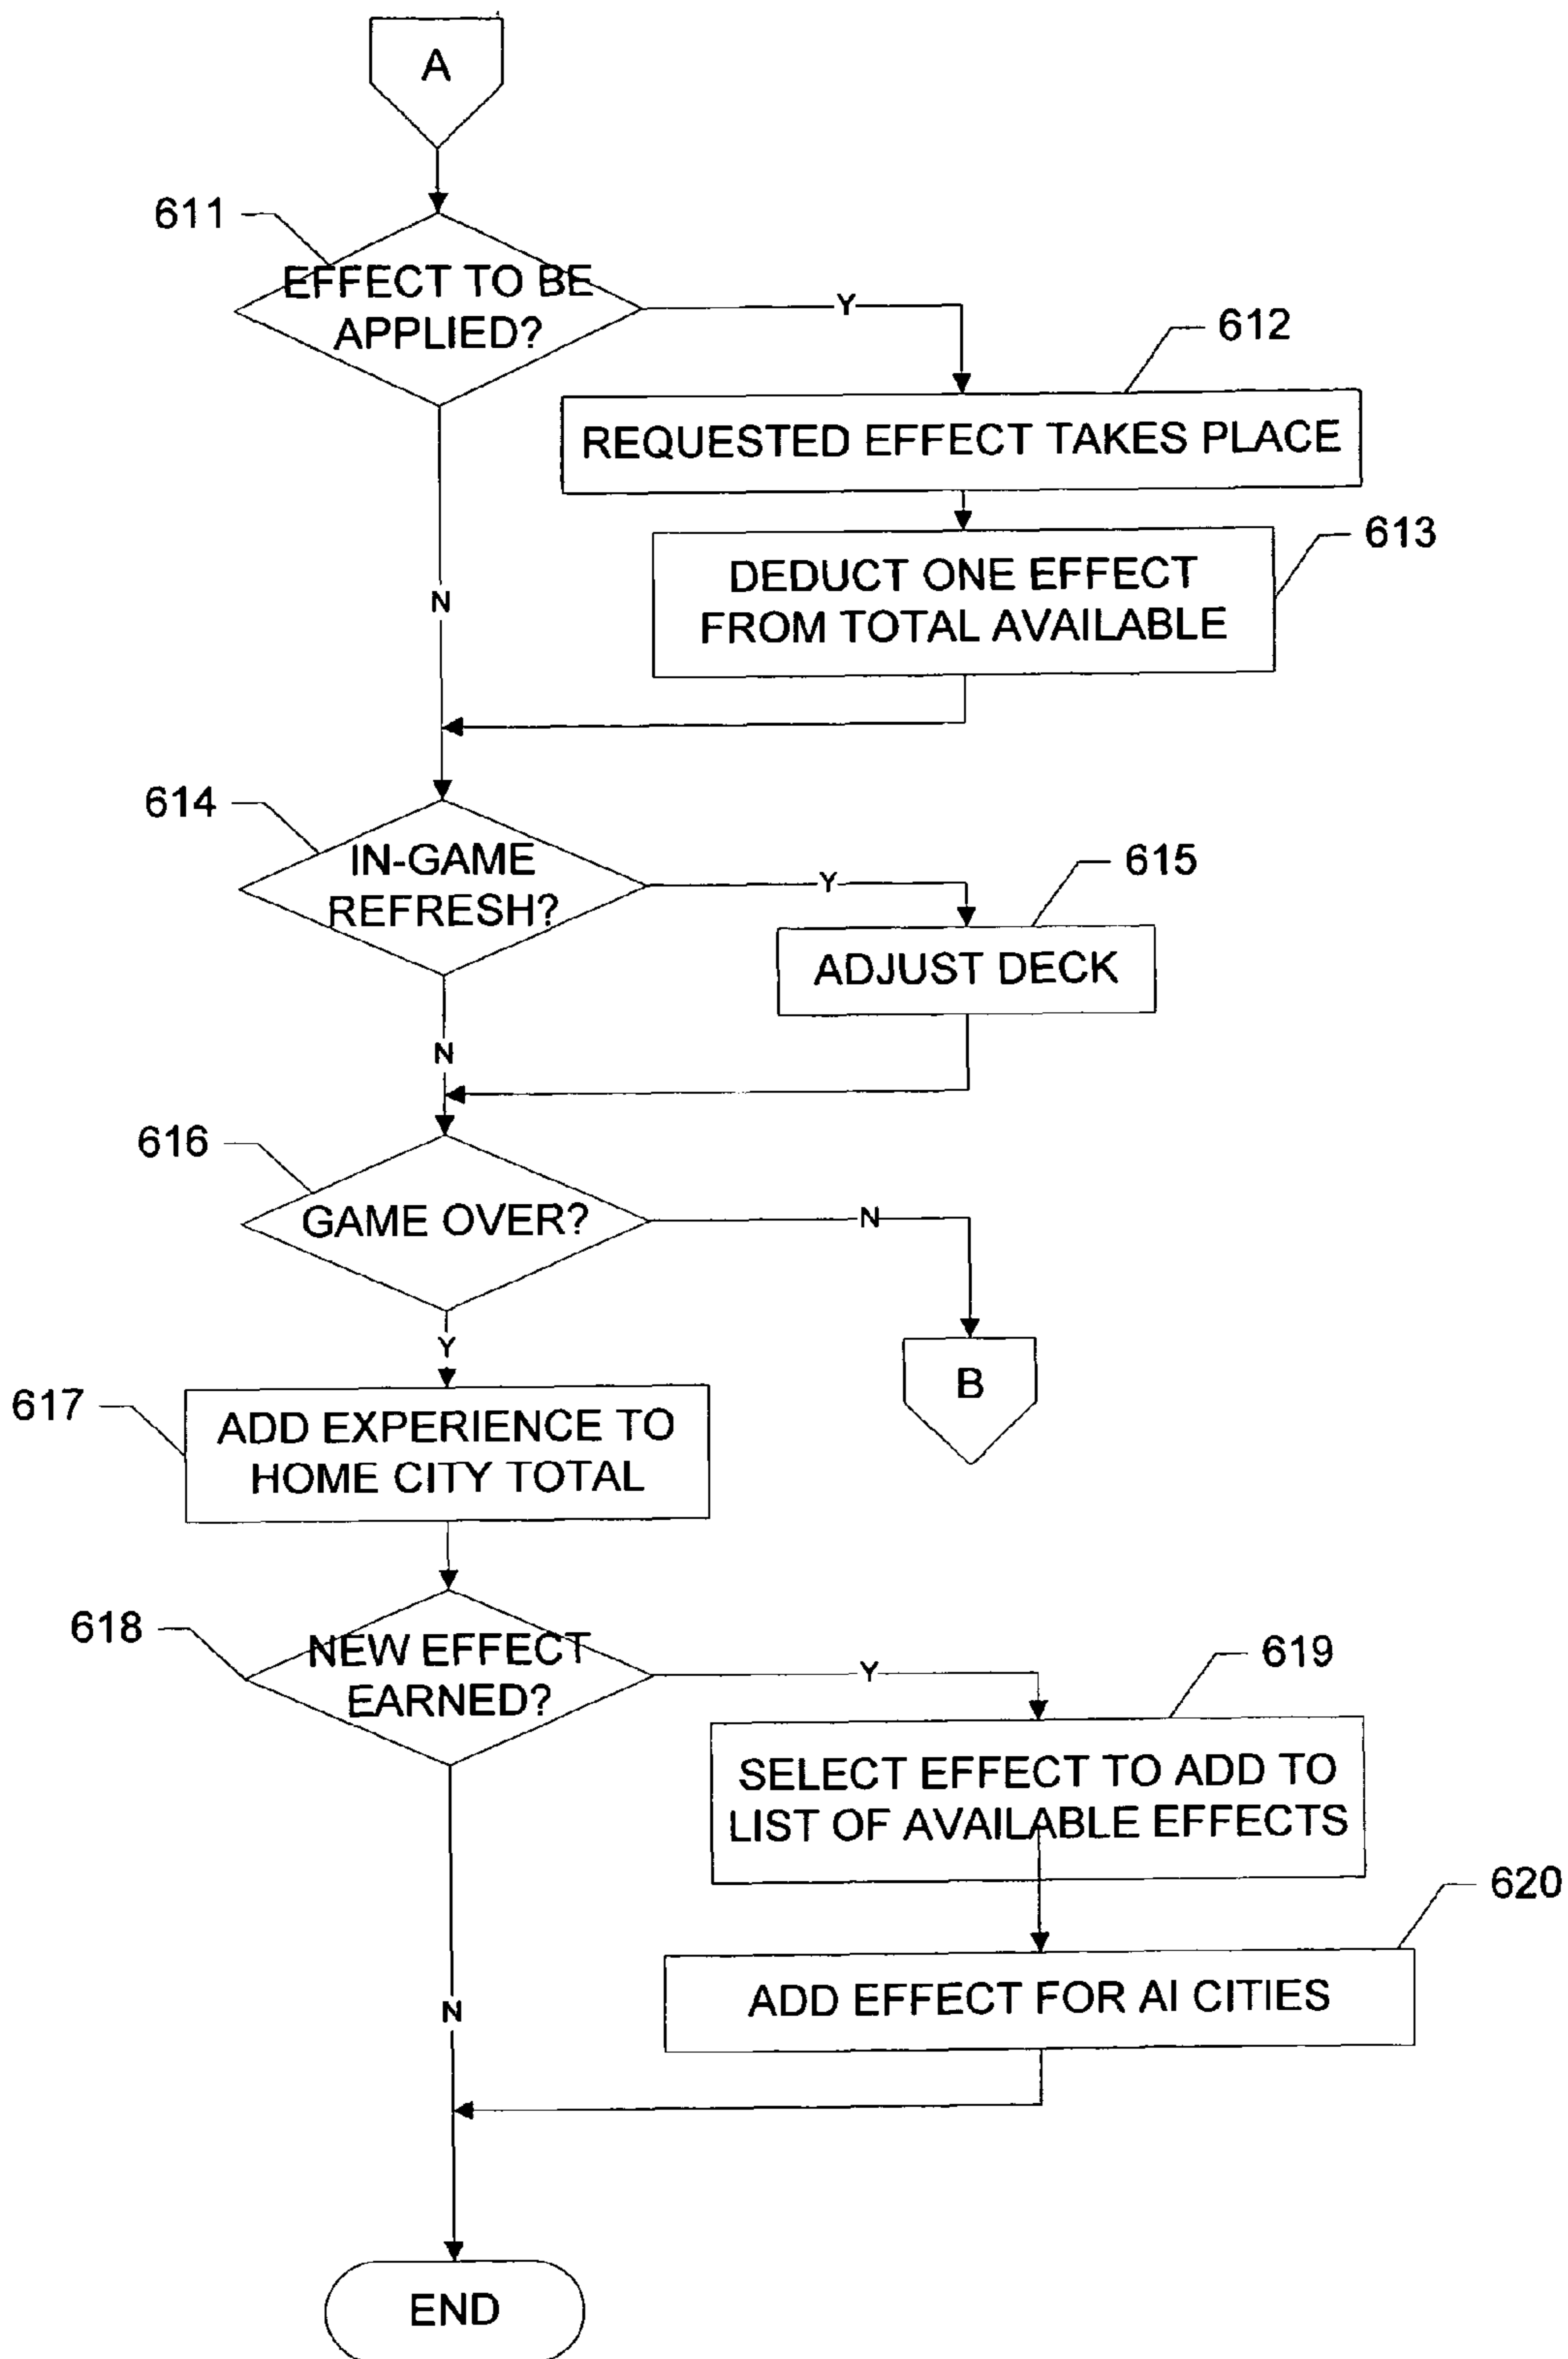 A
611
EFFECT TO BE
APPLIED?
Y
612
REQUESTED EFFECT TAKES PLACE
613
DEDUCT ONE EFFECT
FROM TOTAL AVAILABLE
N
614
IN-GAME
REFRESH?
Y
615
ADJUST DECK
N
616
GAME OVER?
N
B
Y
617
ADD EXPERIENCE TO
HOME CITY TOTAL
618
NEW EFFECT
EARNED?
Y
619
SELECT EFFECT TO ADD TO
LIST OF AVAILABLE EFFECTS
620
ADD EFFECT FOR AI CITIES
N
END